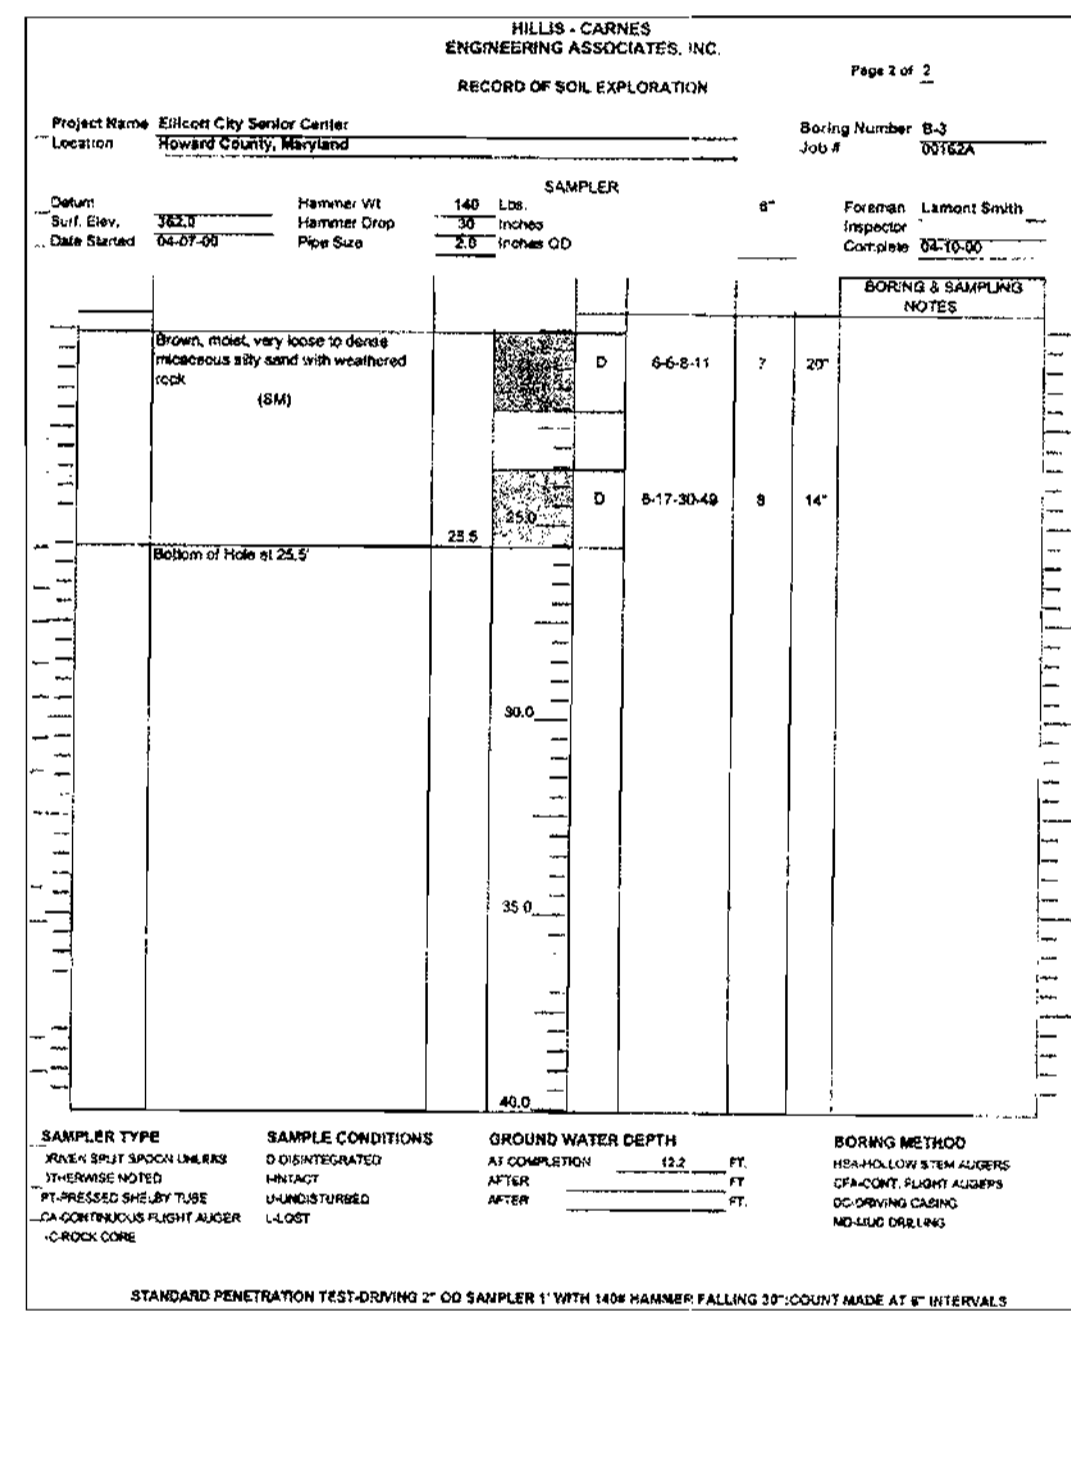 HILLIS - CARNES
ENGINEERING ASSOCIATES, INC.
Page 2 of 2
RECORD OF SOIL EXPLORATION
Project Name Ellicott City Senior Center
Boring Number B-3
Location Howard County, Maryland
Job # 00162A
SAMPLER
Datum Hammer Wt 140 Lbs. 6" Foreman Lamont Smith
Surf. Elev. 362.0 Hammer Drop 30 Inches Inspector
Date Started 04-07-00 Pipe Size 2.0 Inches OD Complete 04-10-00
BORING & SAMPLING
NOTES
Brown, moist, very loose to dense
micaceous silty sand with weathered
rock
(SM)
D 6-6-8-11 7 20"
D 8-17-30-49 8 14"
25.0
25.5
Bottom of Hole at 25.5'
30.0
35.0
40.0
SAMPLER TYPE SAMPLE CONDITIONS GROUND WATER DEPTH BORING METHOD
SPLIT SPOON UNLESS D-DISINTEGRATED AT COMPLETION 12.2 FT. HSA-HOLLOW STEM AUGERS
NOTED I-INTACT AFTER FT. CFA-CONT. FLIGHT AUGERS
PT-PRESSED SHELBY TUBE U-UNDISTURBED AFTER FT. DC-DRIVING CASING
CA-CONTINUOUS FLIGHT AUGER L-LOST MD-MUD DRILLING
-ROCK CORE
STANDARD PENETRATION TEST-DRIVING 2" OD SAMPLER 1' WITH 140# HAMMER FALLING 30":COUNT MADE AT 6" INTERVALS